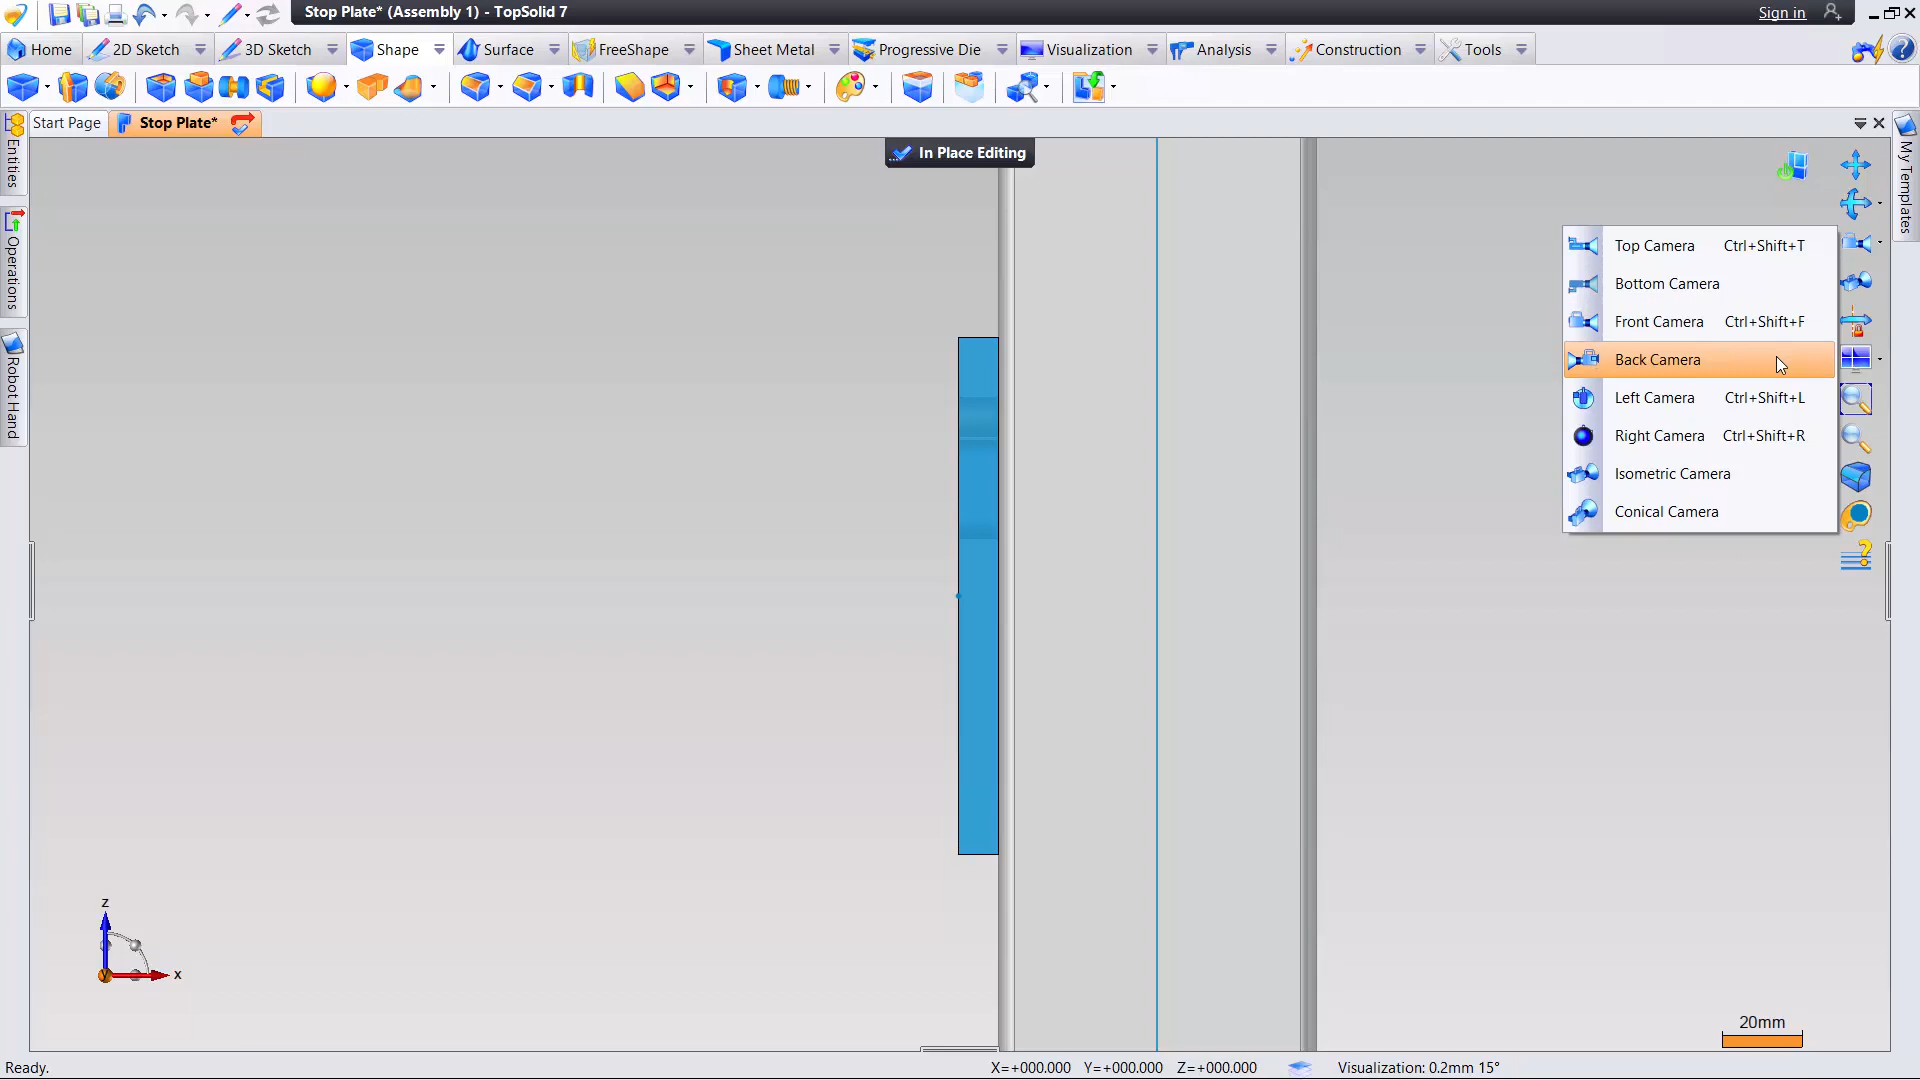 Stop Plate* (Assembly 1) - TopSolid 7
Sign in
Home
2D Sketch
3D Sketch
Shape
Surface
FreeShape
Sheet Metal
Progressive Die
Visualization
Analysis
Construction
Tools
Start Page
Stop Plate*
In Place Editing
Entities
Operations
Robot Hand
My Templates
Top Camera Ctrl+Shift+T
Bottom Camera
Front Camera Ctrl+Shift+F
Back Camera
Left Camera Ctrl+Shift+L
Right Camera Ctrl+Shift+R
Isometric Camera
Conical Camera
z
y
x
20mm
Ready.
X=+000.000 Y=+000.000 Z=+000.000
Visualization: 0.2mm 15°